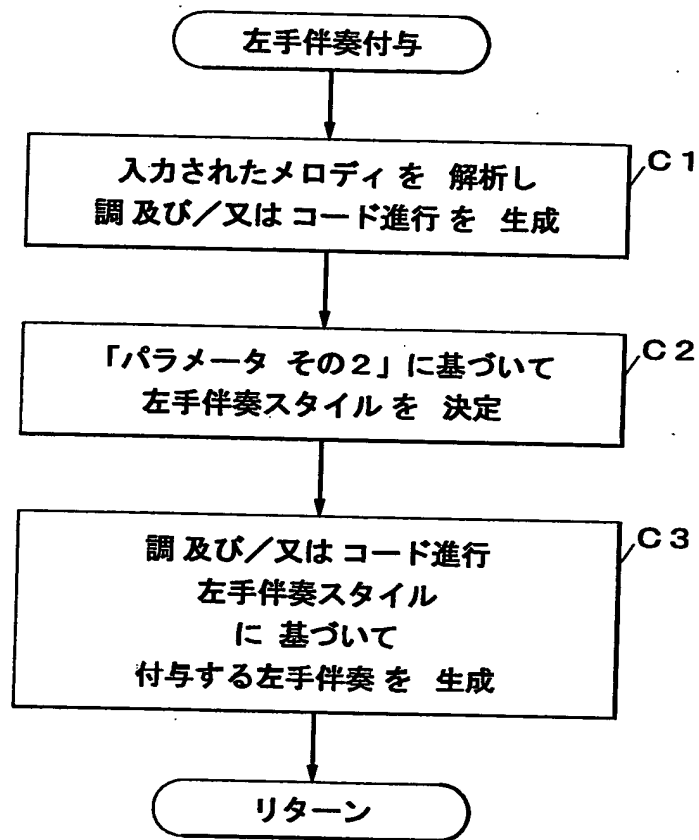 左手伴奏付与
入力されたメロディを 解析し
調及び／又はコード進行を 生成
C1
「パラメータ その２」に基づいて
左手伴奏スタイルを 決定
C2
調及び／又はコード進行
左手伴奏スタイル
に 基づいて
付与する左手伴奏を 生成
C3
リターン